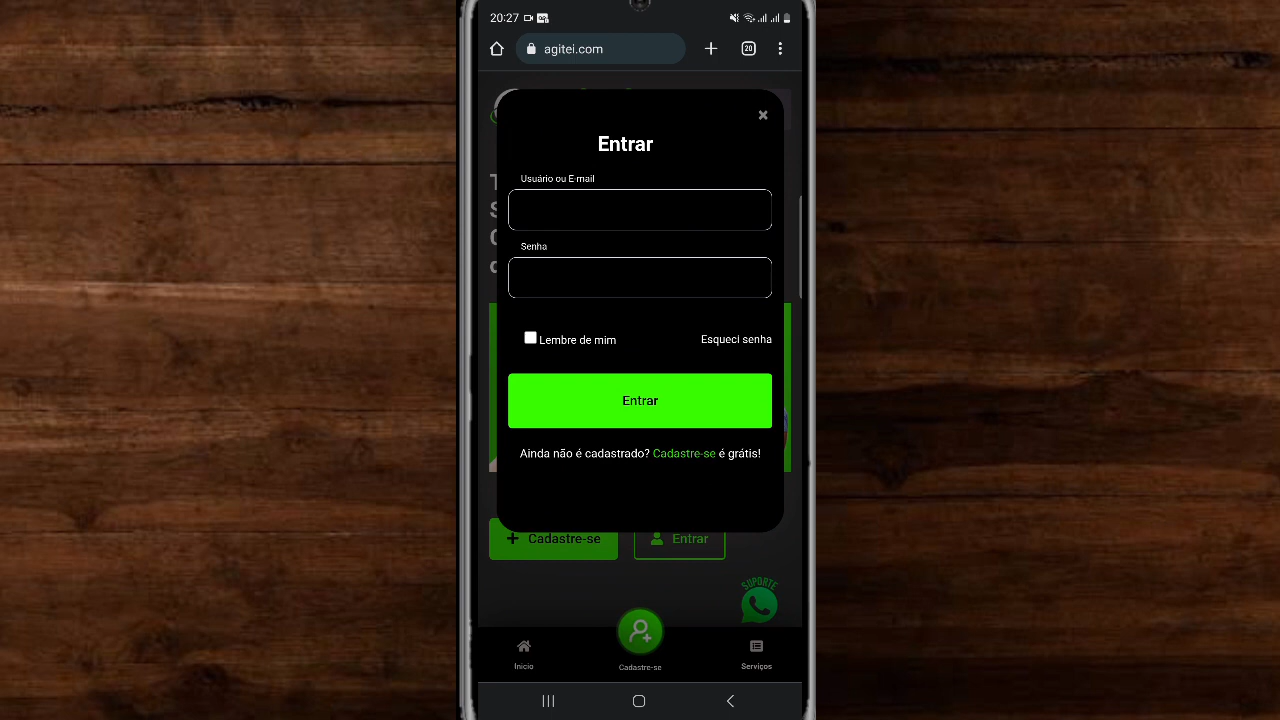 20:27
agitei.com
20
Entrar
Usuário ou E-mail
Senha
Lembre de mim
Esqueci senha
Entrar
Ainda não é cadastrado? Cadastre-se é grátis!
Cadastre-se
Entrar
SUPORTE
Inicio
Cadastre-se
Serviços